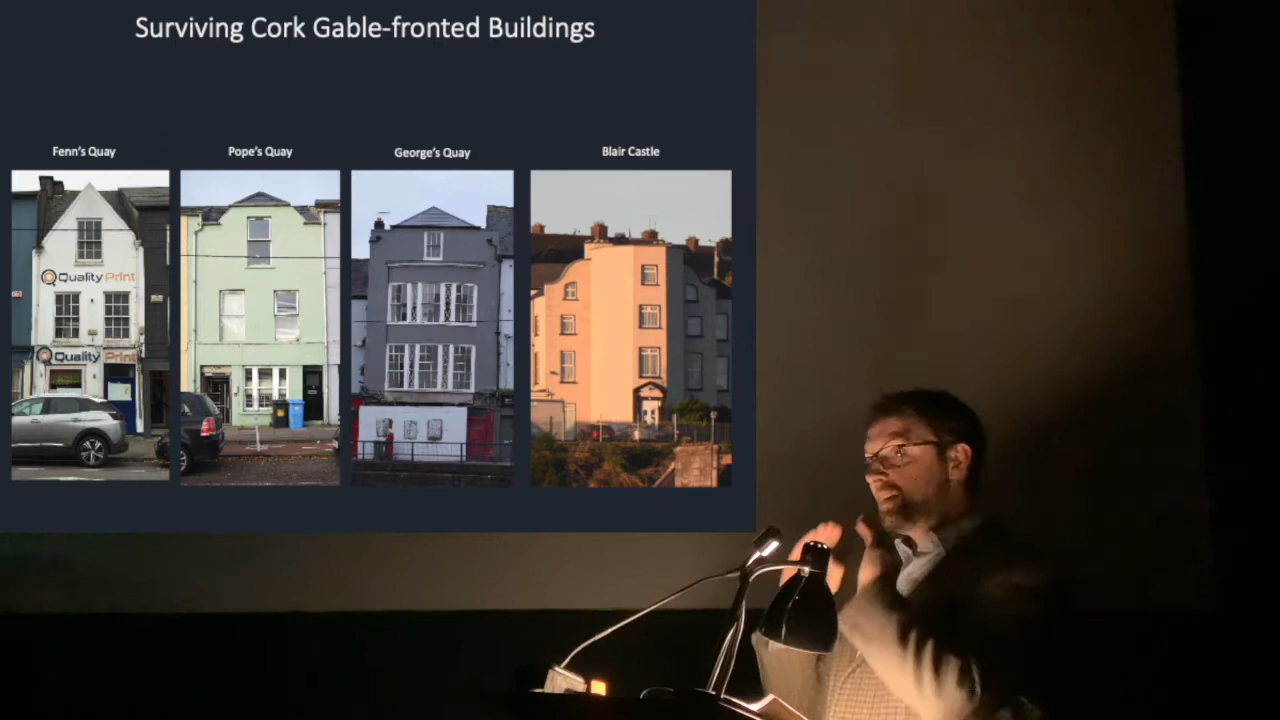 Surviving Cork Gable-fronted Buildings
Fenn's Quay
Pope's Quay
George's Quay
Blair Castle
Quality Print
Quality Print